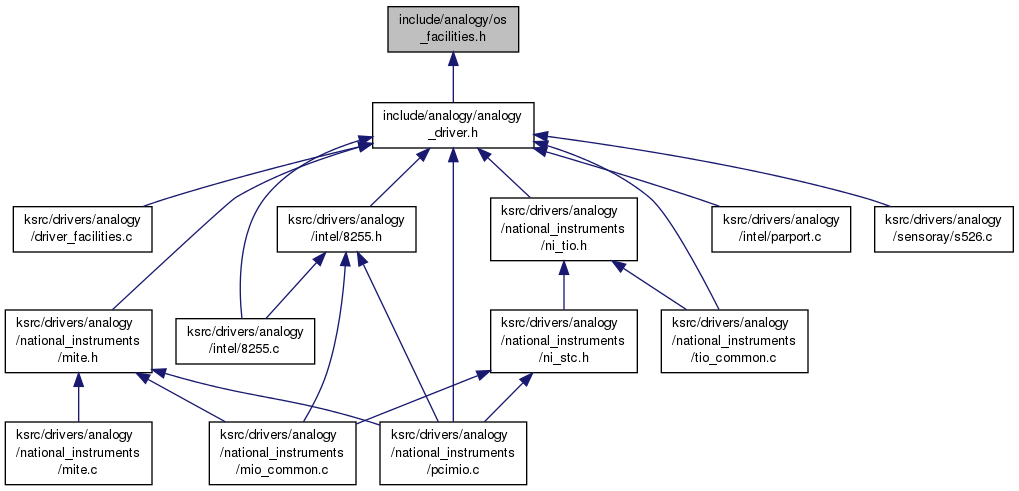 include/analogy/os
_facilities.h
include/analogy/analogy
_driver.h
ksrc/drivers/analogy
/driver_facilities.c
ksrc/drivers/analogy
/intel/8255.h
ksrc/drivers/analogy
/national_instruments
/ni_tio.h
ksrc/drivers/analogy
/intel/parport.c
ksrc/drivers/analogy
/sensoray/s526.c
ksrc/drivers/analogy
/national_instruments
/mite.h
ksrc/drivers/analogy
/intel/8255.c
ksrc/drivers/analogy
/national_instruments
/ni_stc.h
ksrc/drivers/analogy
/national_instruments
/tio_common.c
ksrc/drivers/analogy
/national_instruments
/mite.c
ksrc/drivers/analogy
/national_instruments
/mio_common.c
ksrc/drivers/analogy
/national_instruments
/pcimio.c